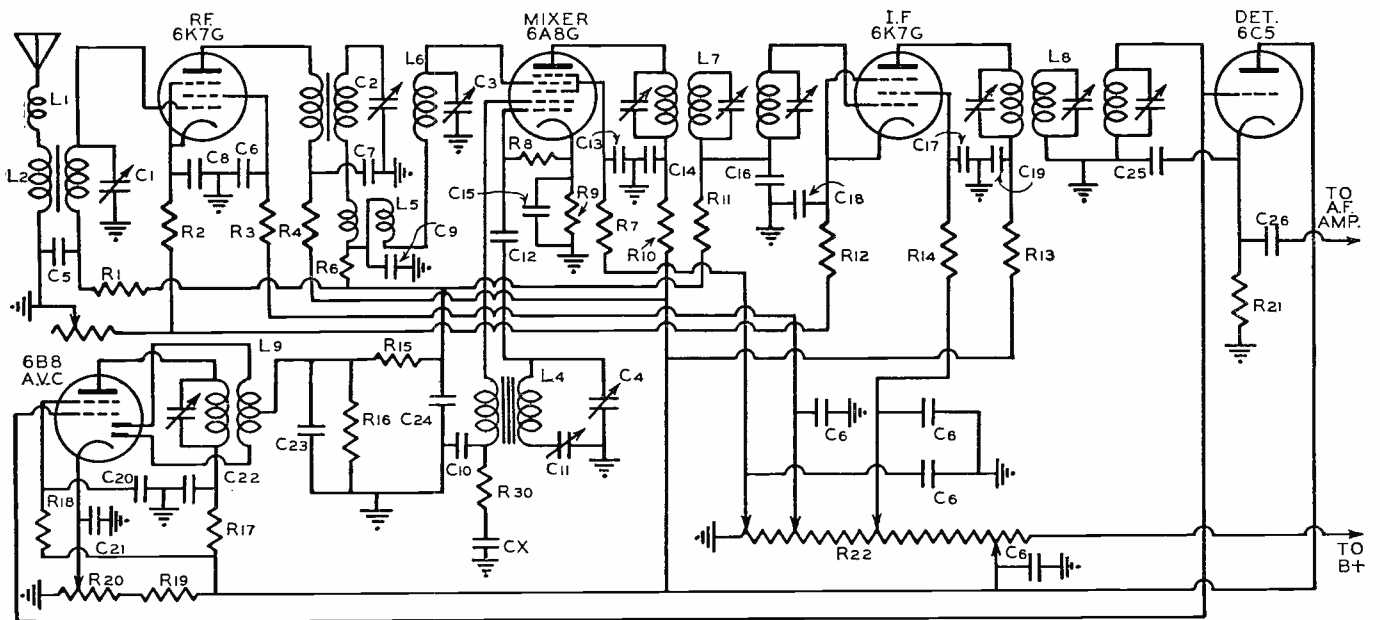 R.F.
6K7G
MIXER
6A8G
I.F
6K7G
DET.
6C5
L1
L2
C1
C8
C6
C2
L6
C3
L7
L8
C7
L5
C9
R8
C13
C14
C15
R9
R7
R11
C16
C18
C17
C19
C25
C5
R1
R2
R3
R4
R6
C12
R10
R12
R14
R13
C26
TO
A.F.
AMP.
R21
6B8
A.V.C
L9
R15
L4
C4
C23
R16
C24
C10
C11
C6
C6
C6
R18
C20
C22
C21
R17
R30
CX
R22
C6
TO
B+
R20
R19